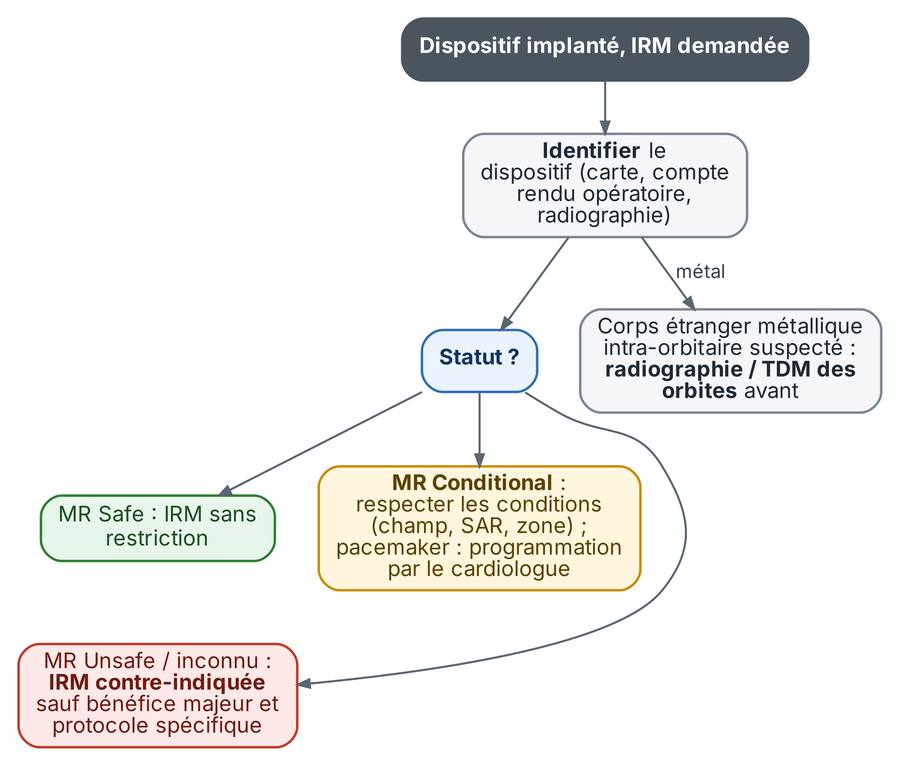 Dispositif implanté, IRM demandée
Identifier le
dispositif (carte, compte
rendu opératoire,
radiographie)
métal
Corps étranger métallique
intra-orbitaire suspecté :
radiographie / TDM des
orbites avant
Statut ?
MR Safe : IRM sans
restriction
MR Conditional :
respecter les conditions
(champ, SAR, zone) ;
pacemaker : programmation
par le cardiologue
MR Unsafe / inconnu :
IRM contre-indiquée
sauf bénéfice majeur et
protocole spécifique